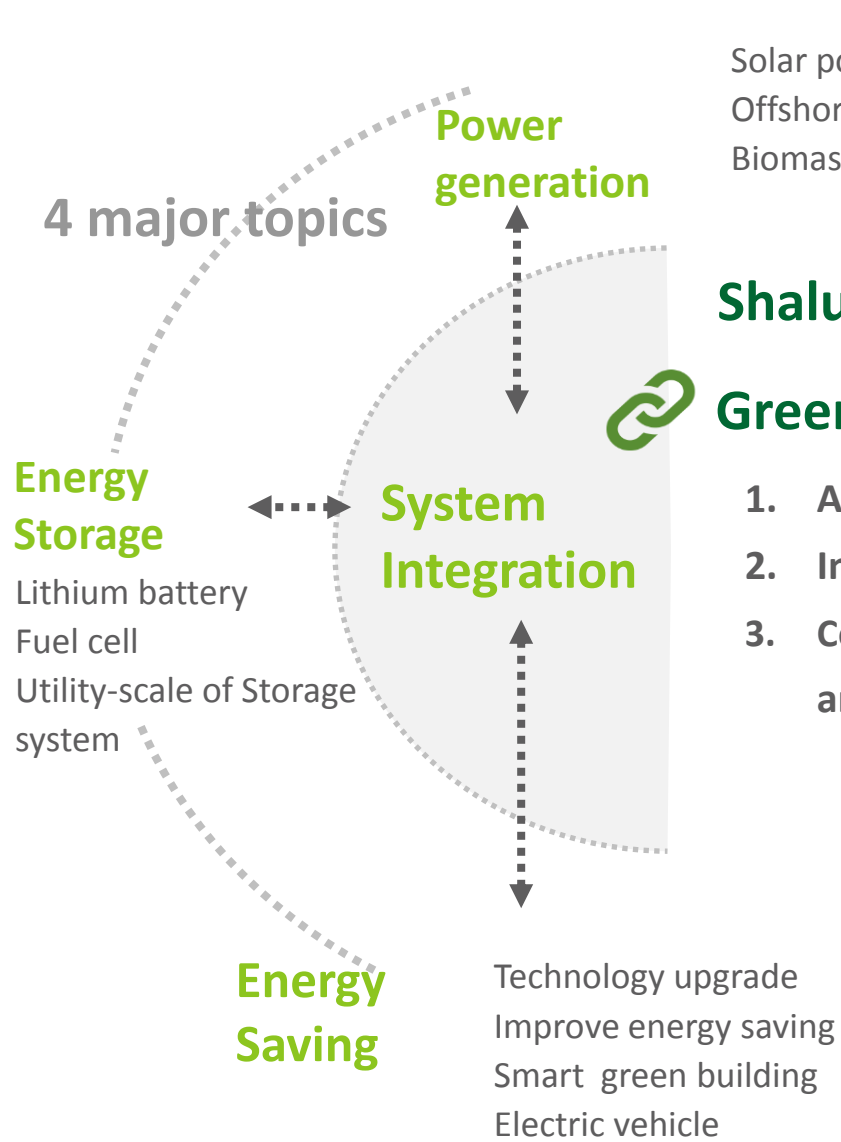 Solar
Offshor
Biomas
Power
generation
4 major topics
Shalu
Green
Energy
Storage
System
Integration
1. A
2. In
3. Co
Lithium battery
Fuel cell
Utility-scale of Storage
system
Energy
Saving
Technology upgrade
Improve energy saving
Smart green building
Electric vehicle